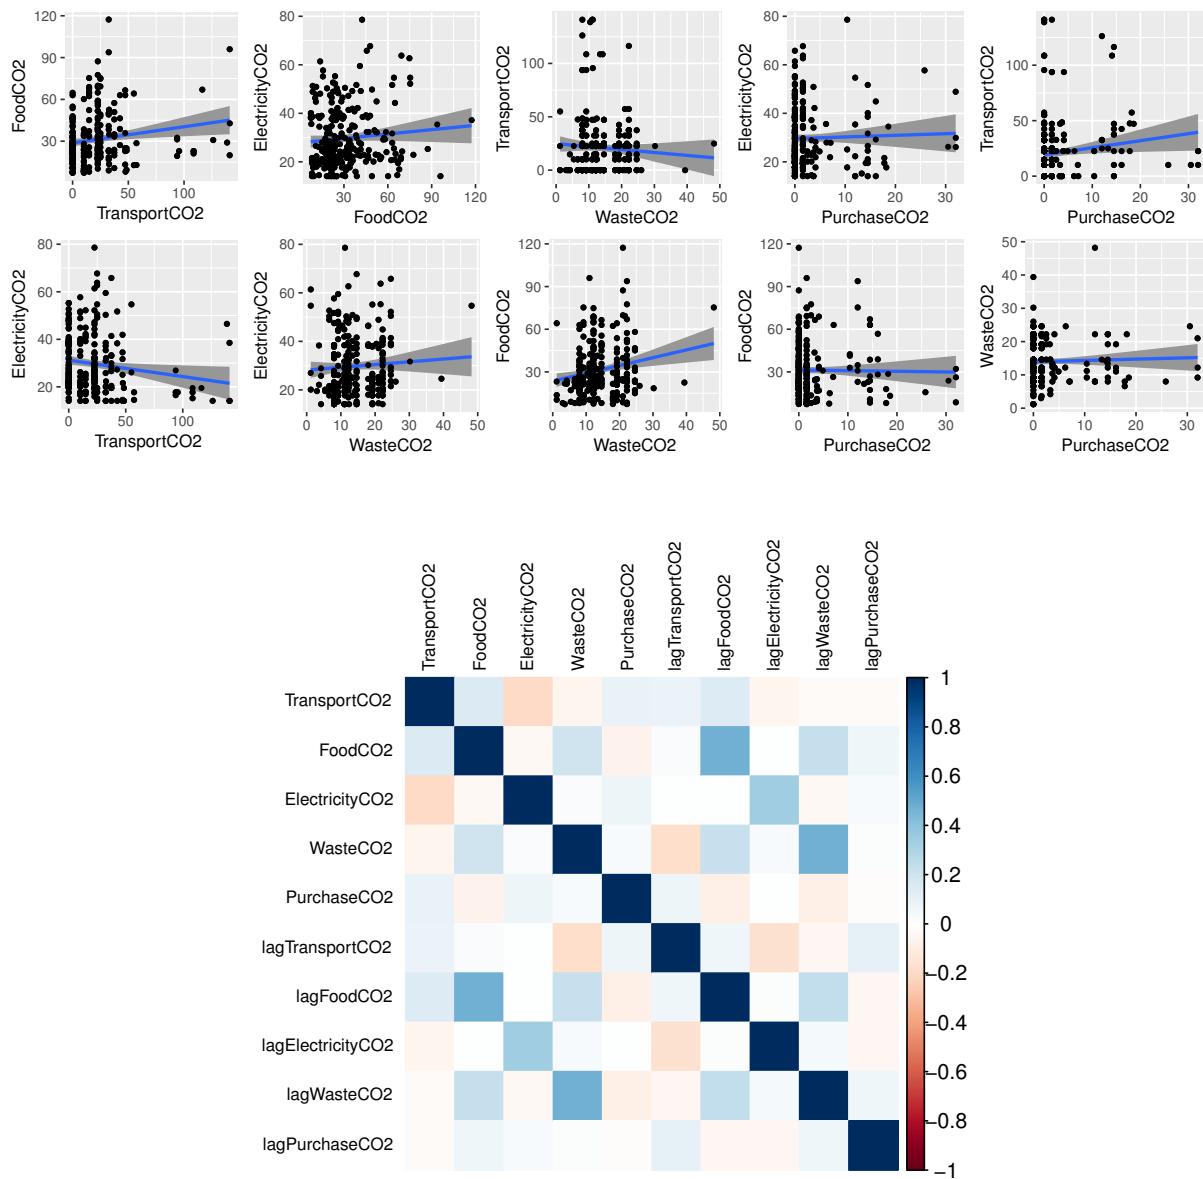 FoodCO2
120
90
60
30
0
50
100
TransportCO2
ElectricityCO2
80
60
40
20
30
60
90
120
FoodCO2
TransportCO2
100
50
0
0
10
20
30
40
50
WasteCO2
ElectricityCO2
80
60
40
20
0
10
20
30
PurchaseCO2
TransportCO2
100
50
0
0
10
20
30
PurchaseCO2
ElectricityCO2
80
60
40
20
0
50
100
TransportCO2
ElectricityCO2
80
60
40
20
0
10
20
30
40
50
WasteCO2
FoodCO2
120
90
60
30
0
10
20
30
40
50
WasteCO2
FoodCO2
120
90
60
30
0
10
20
30
PurchaseCO2
WasteCO2
50
40
30
20
10
0
0
10
20
30
PurchaseCO2
TransportCO2
FoodCO2
ElectricityCO2
WasteCO2
PurchaseCO2
lagTransportCO2
lagFoodCO2
lagElectricityCO2
lagWasteCO2
lagPurchaseCO2
TransportCO2
FoodCO2
ElectricityCO2
WasteCO2
PurchaseCO2
lagTransportCO2
lagFoodCO2
lagElectricityCO2
lagWasteCO2
lagPurchaseCO2
1
0.8
0.6
0.4
0.2
0
−0.2
−0.4
−0.6
−0.8
−1